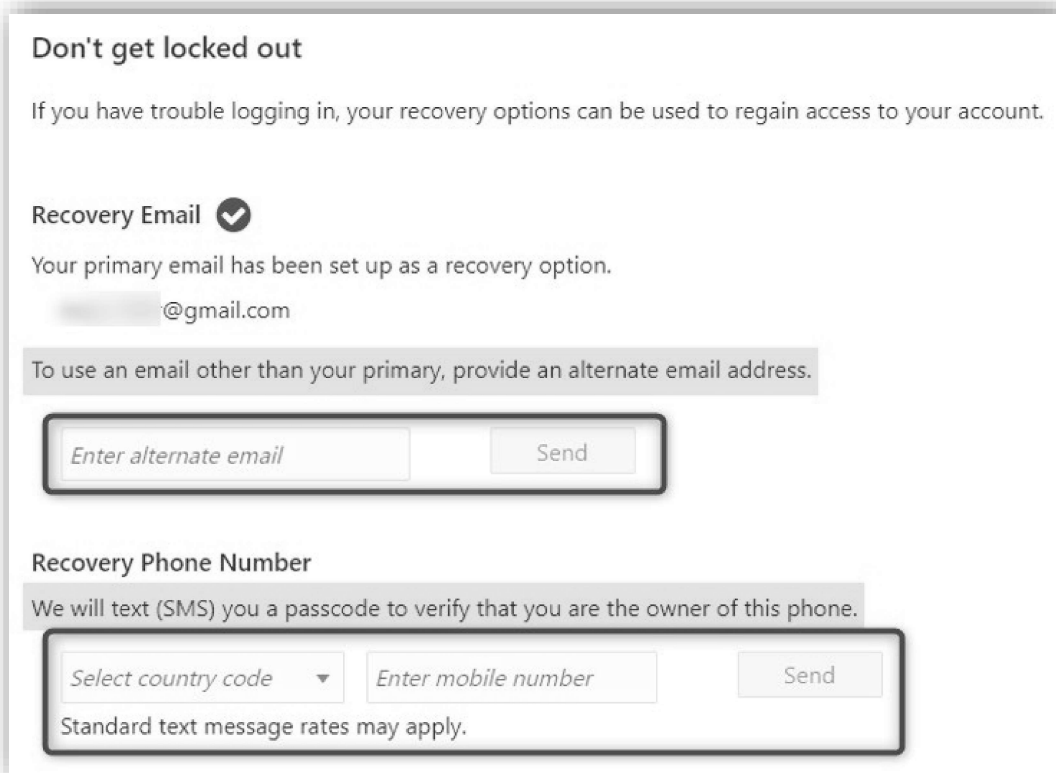 Don't get locked out
If you have trouble logging in, your recovery options can be used to regain access to your account.
Recovery Email
Your primary email has been set up as a recovery option.
@gmail.com
To use an email other than your primary, provide an alternate email address.
Enter alternate email Send
Recovery Phone Number
We will text (SMS) you a passcode to verify that you are the owner of this phone.
Select country code Enter mobile number Send
Standard text message rates may apply.